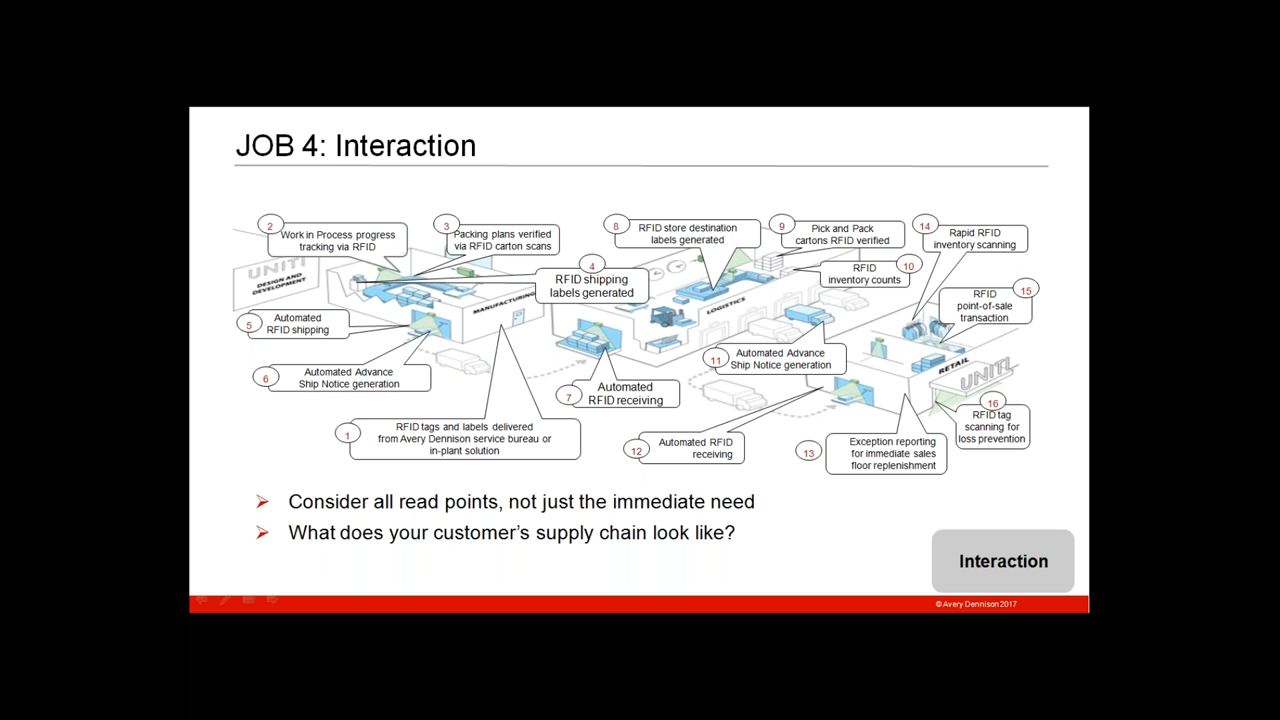 JOB 4: Interaction
2
Work in Process progress
tracking via RFID
3
Packing plans verified
via RFID carton scans
4
RFID shipping
labels generated
8
RFID store destination
labels generated
9
Pick and Pack
cartons RFID verified
14
Rapid RFID
inventory scanning
10
RFID
inventory counts
15
RFID
point-of-sale
transaction
UNITI
DESIGN AND
DEVELOPMENT
MANUFACTURING
LOGISTICS
RETAIL
5
Automated
RFID shipping
6
Automated Advance
Ship Notice generation
7
Automated
RFID receiving
11
Automated Advance
Ship Notice generation
1
RFID tags and labels delivered
from Avery Dennison service bureau or
in-plant solution
12
Automated RFID
receiving
13
Exception reporting
for immediate sales
floor replenishment
16
RFID tag
scanning for
loss prevention
Consider all read points, not just the immediate need
What does your customer's supply chain look like?
Interaction
©Avery Dennison 2017